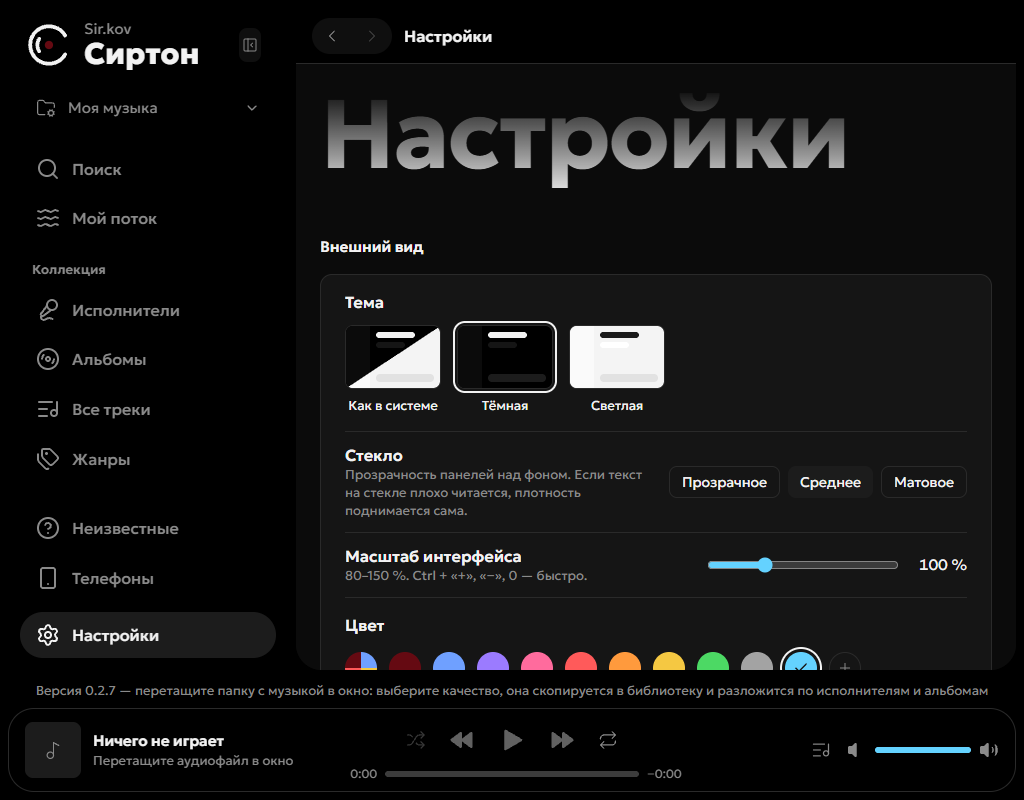 Sir.kov
Сиртон
Настройки
Моя музыка
Поиск
Мой поток
Коллекция
Исполнители
Альбомы
Все треки
Жанры
Неизвестные
Телефоны
Настройки
Настройки
Внешний вид
Тема
Как в системе
Тёмная
Светлая
Стекло
Прозрачность панелей над фоном. Если текст
на стекле плохо читается, плотность
поднимается сама.
Прозрачное
Среднее
Матовое
Масштаб интерфейса
80–150 %. Ctrl + «+», «−», 0 — быстро.
100 %
Цвет
Версия 0.2.7 — перетащите папку с музыкой в окно: выберите качество, она скопируется в библиотеку и разложится по исполнителям и альбомам
Ничего не играет
Перетащите аудиофайл в окно
0:00
−0:00